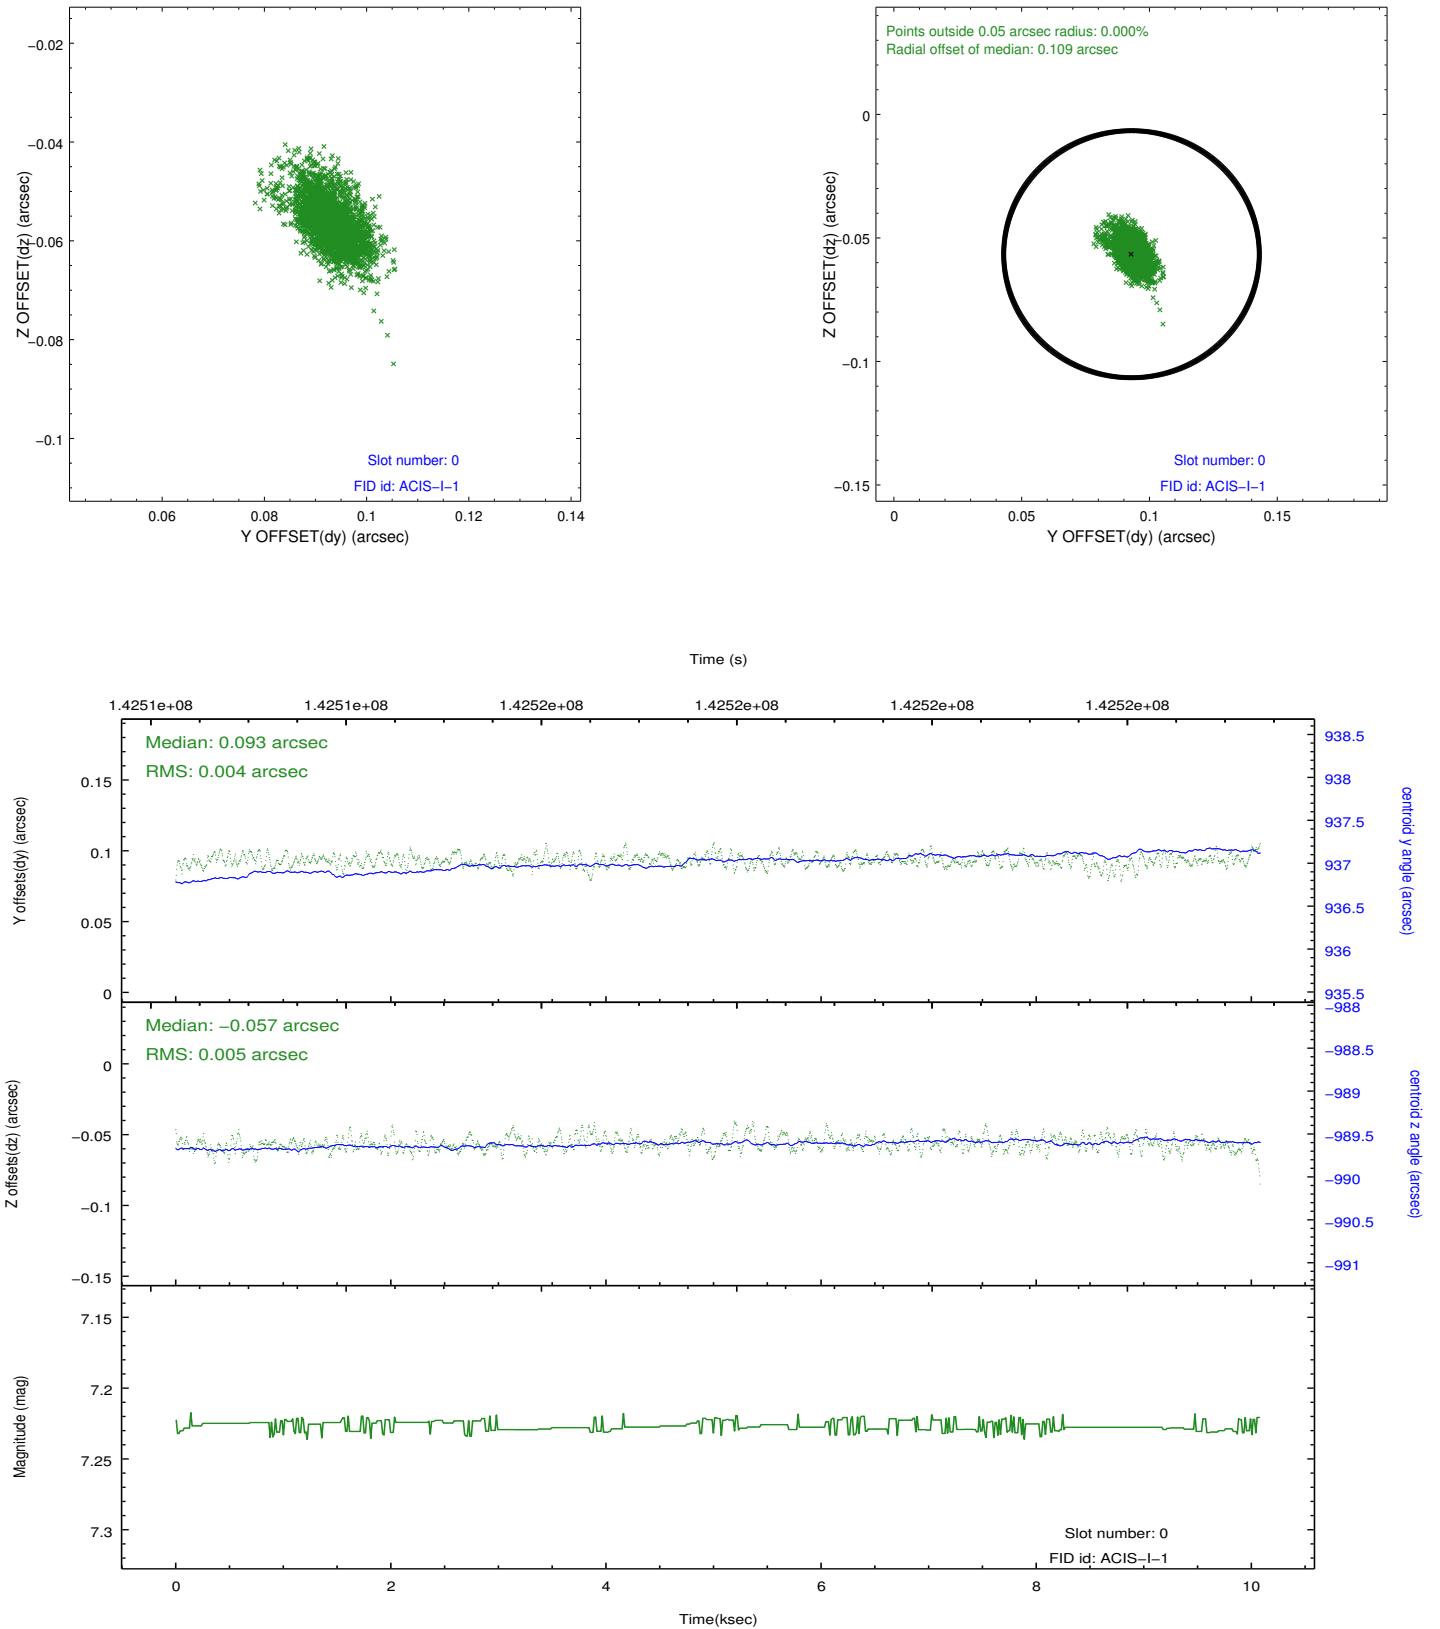 −0.02
−0.04
−0.06
−0.08
−0.1
Z OFFSET(dz) (arcsec)
Slot number: 0
FID id: ACIS−I−1
0.06
0.08
0.1
0.12
0.14
Y OFFSET(dy) (arcsec)
Points outside 0.05 arcsec radius: 0.000%
Radial offset of median: 0.109 arcsec
0
−0.05
−0.1
−0.15
Z OFFSET(dz) (arcsec)
Slot number: 0
FID id: ACIS−I−1
0
0.05
0.1
0.15
Y OFFSET(dy) (arcsec)
Time (s)
1.4251e+08
1.4251e+08
1.4252e+08
1.4252e+08
1.4252e+08
1.4252e+08
Median: 0.093 arcsec
RMS: 0.004 arcsec
0.15
0.1
0.05
0
Y offsets(dy) (arcsec)
938.5
938
937.5
937
936.5
936
935.5
centroid y angle (arcsec)
Median: −0.057 arcsec
RMS: 0.005 arcsec
0
−0.05
−0.1
−0.15
Z offsets(dz) (arcsec)
−988
−988.5
−989
−989.5
−990
−990.5
−991
centroid z angle (arcsec)
7.15
7.2
7.25
7.3
Magnitude (mag)
Slot number: 0
FID id: ACIS−I−1
0
2
4
6
8
10
Time(ksec)